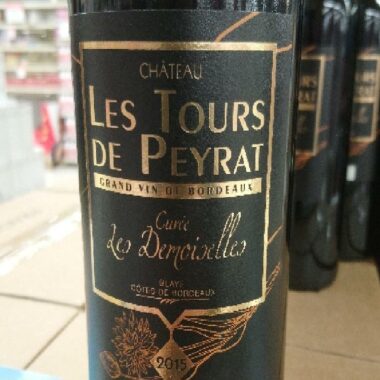 CHÂTEAU
LES TOURS
DE PEYRAT
GRAND VIN DE BORDEAUX
Cuvée
Les Demoiselles
BLAYE
CÔTES DE BORDEAUX
2015